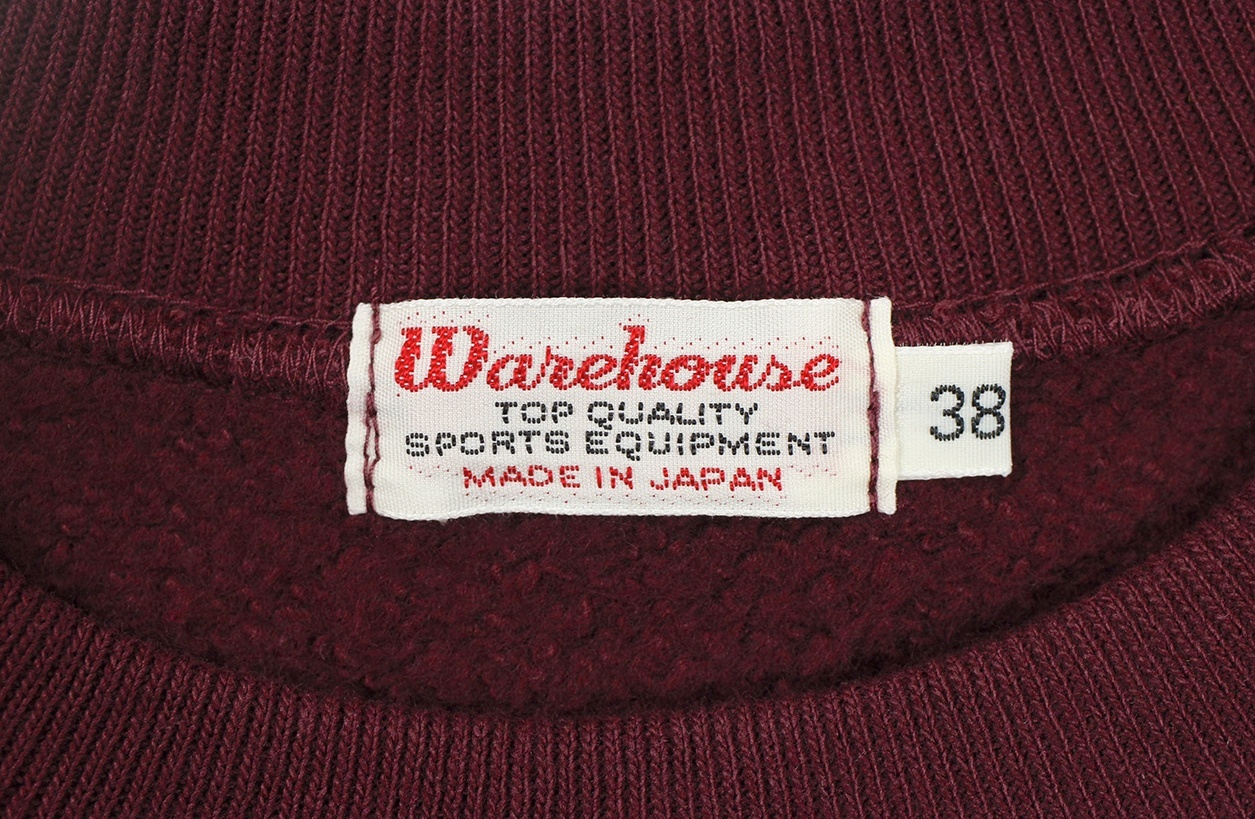 Warehouse
TOP QUALITY
SPORTS EQUIPMENT
MADE IN JAPAN
38